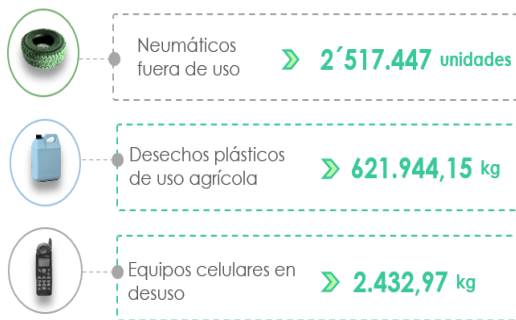 Neumáticos
fuera de uso
2´517.447 unidades
Desechos plásticos
de uso agrícola
621.944,15 kg
Equipos celulares en
desuso
2.432,97 kg